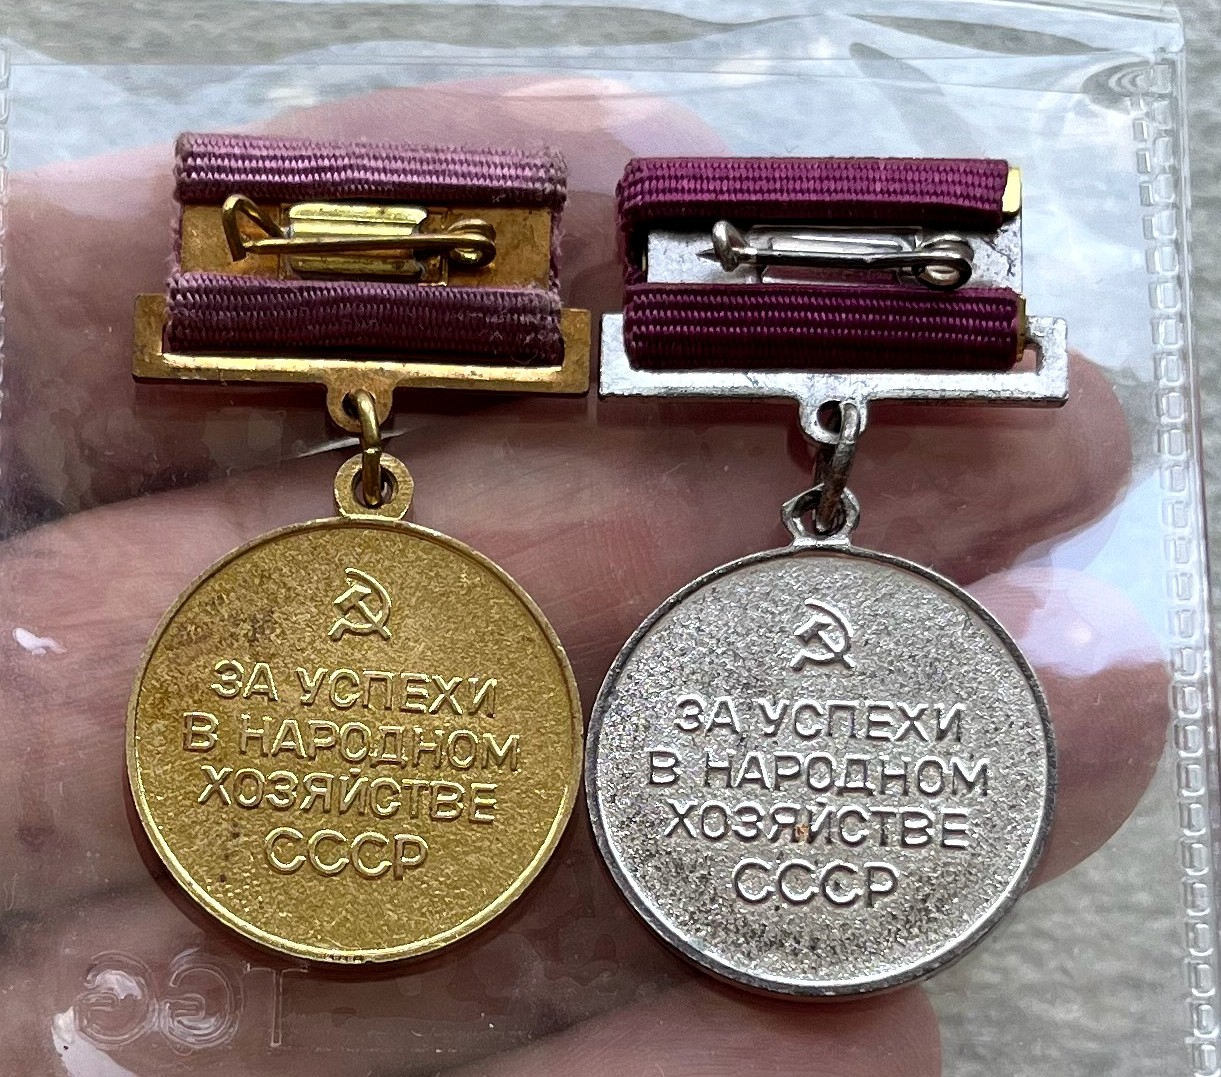 ЗА УСПЕХИ
В НАРОДНОМ
ХОЗЯЙСТВЕ
СССР
ЗА УСПЕХИ
В НАРОДНОМ
ХОЗЯЙСТВЕ
СССР